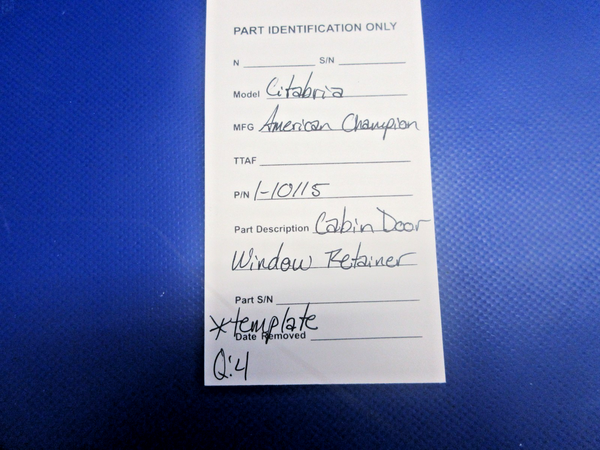 PART IDENTIFICATION ONLY
N S/N
Model Citabria
MFG American Champion
TTAF
P/N 1-10115
Part Description Cabin Door
Window Retainer
Part S/N
*template
Date Removed
Q:4